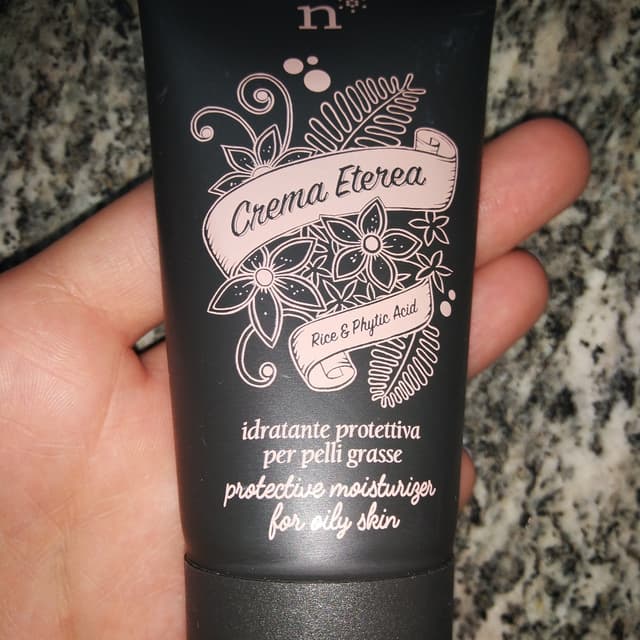 n
Crema Eterea
Rice & Phytic Acid
idratante protettiva
per pelli grasse
protective moisturizer
for oily skin